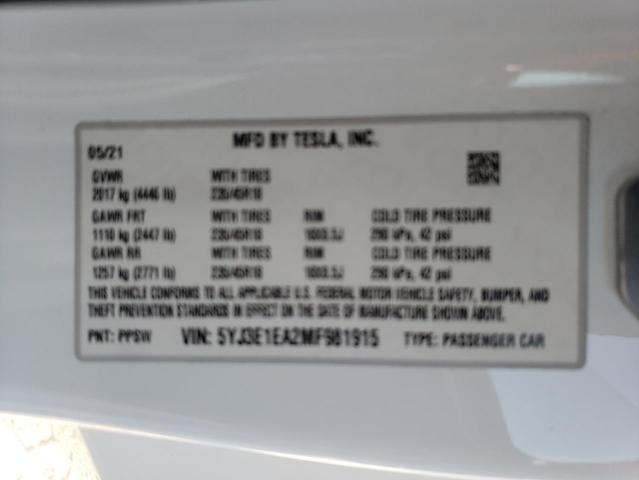 MFD BY TESLA, INC.
05/21
GVWR WITH TIRES
2017 kg (4446 lb) 235/45R18
GAWR FRT WITH TIRES RIM COLD TIRE PRESSURE
1110 kg (2447 lb) 235/45R18 18X8.5J 290 kPa, 42 psi
GAWR RR WITH TIRES RIM COLD TIRE PRESSURE
1257 kg (2771 lb) 235/45R18 18X8.5J 290 kPa, 42 psi
THIS VEHICLE CONFORMS TO ALL APPLICABLE U.S. FEDERAL MOTOR VEHICLE SAFETY, BUMPER, AND
THEFT PREVENTION STANDARDS IN EFFECT ON THE DATE OF MANUFACTURE SHOWN ABOVE.
PNT: PPSW VIN: 5YJ3E1EA2MF981915 TYPE: PASSENGER CAR